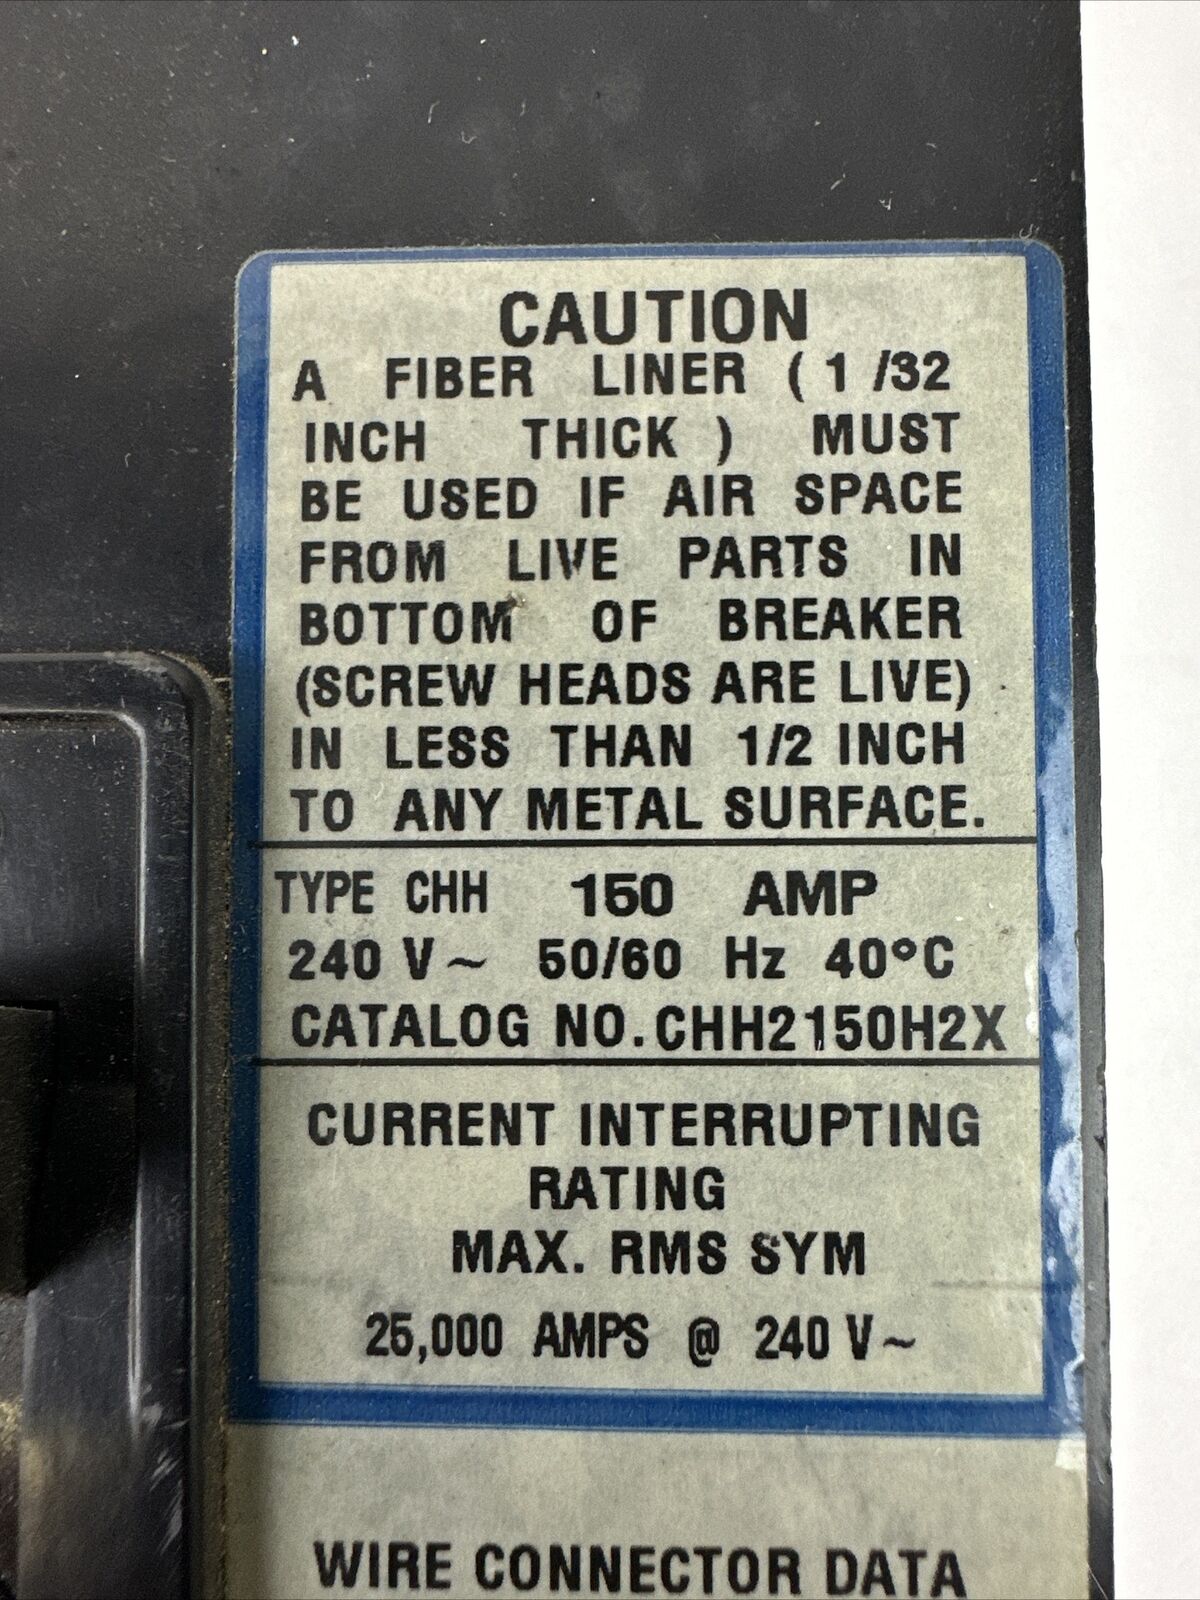 CAUTION
A FIBER LINER ( 1 /32
INCH THICK ) MUST
BE USED IF AIR SPACE
FROM LIVE PARTS IN
BOTTOM OF BREAKER
(SCREW HEADS ARE LIVE)
IN LESS THAN 1/2 INCH
TO ANY METAL SURFACE.
TYPE CHH 150 AMP
240 V~ 50/60 Hz 40°C
CATALOG NO. CHH2150H2X
CURRENT INTERRUPTING
RATING
MAX. RMS SYM
25,000 AMPS @ 240 V~
WIRE CONNECTOR DATA